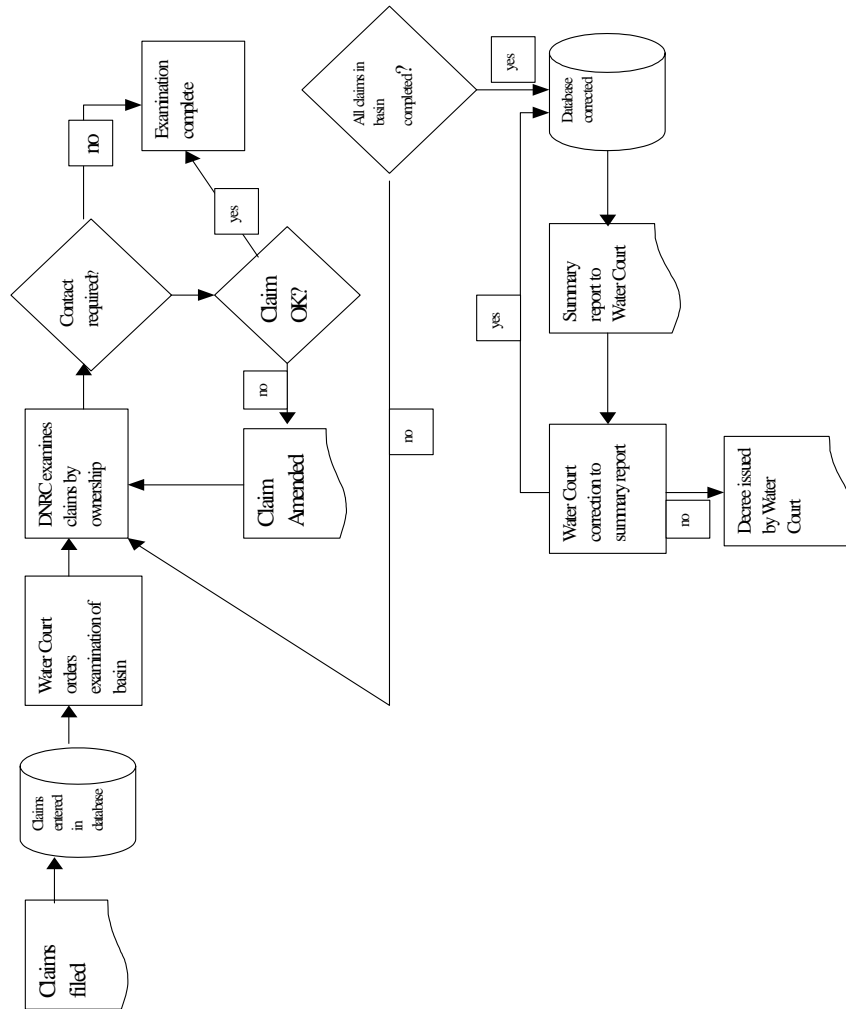 Claims
filed
Claims
entered
in
database
Water Court
orders
examination of
basin
DNRC examines
claims by
ownership
Contact
required?
no
Examination
complete
yes
Claim
OK?
no
Claim
Amended
All claims in
basin
completed?
no
yes
Database
corrected
Summary
report to
Water Court
yes
Water Court
correction to
summary report
no
Decree issued
by Water
Court